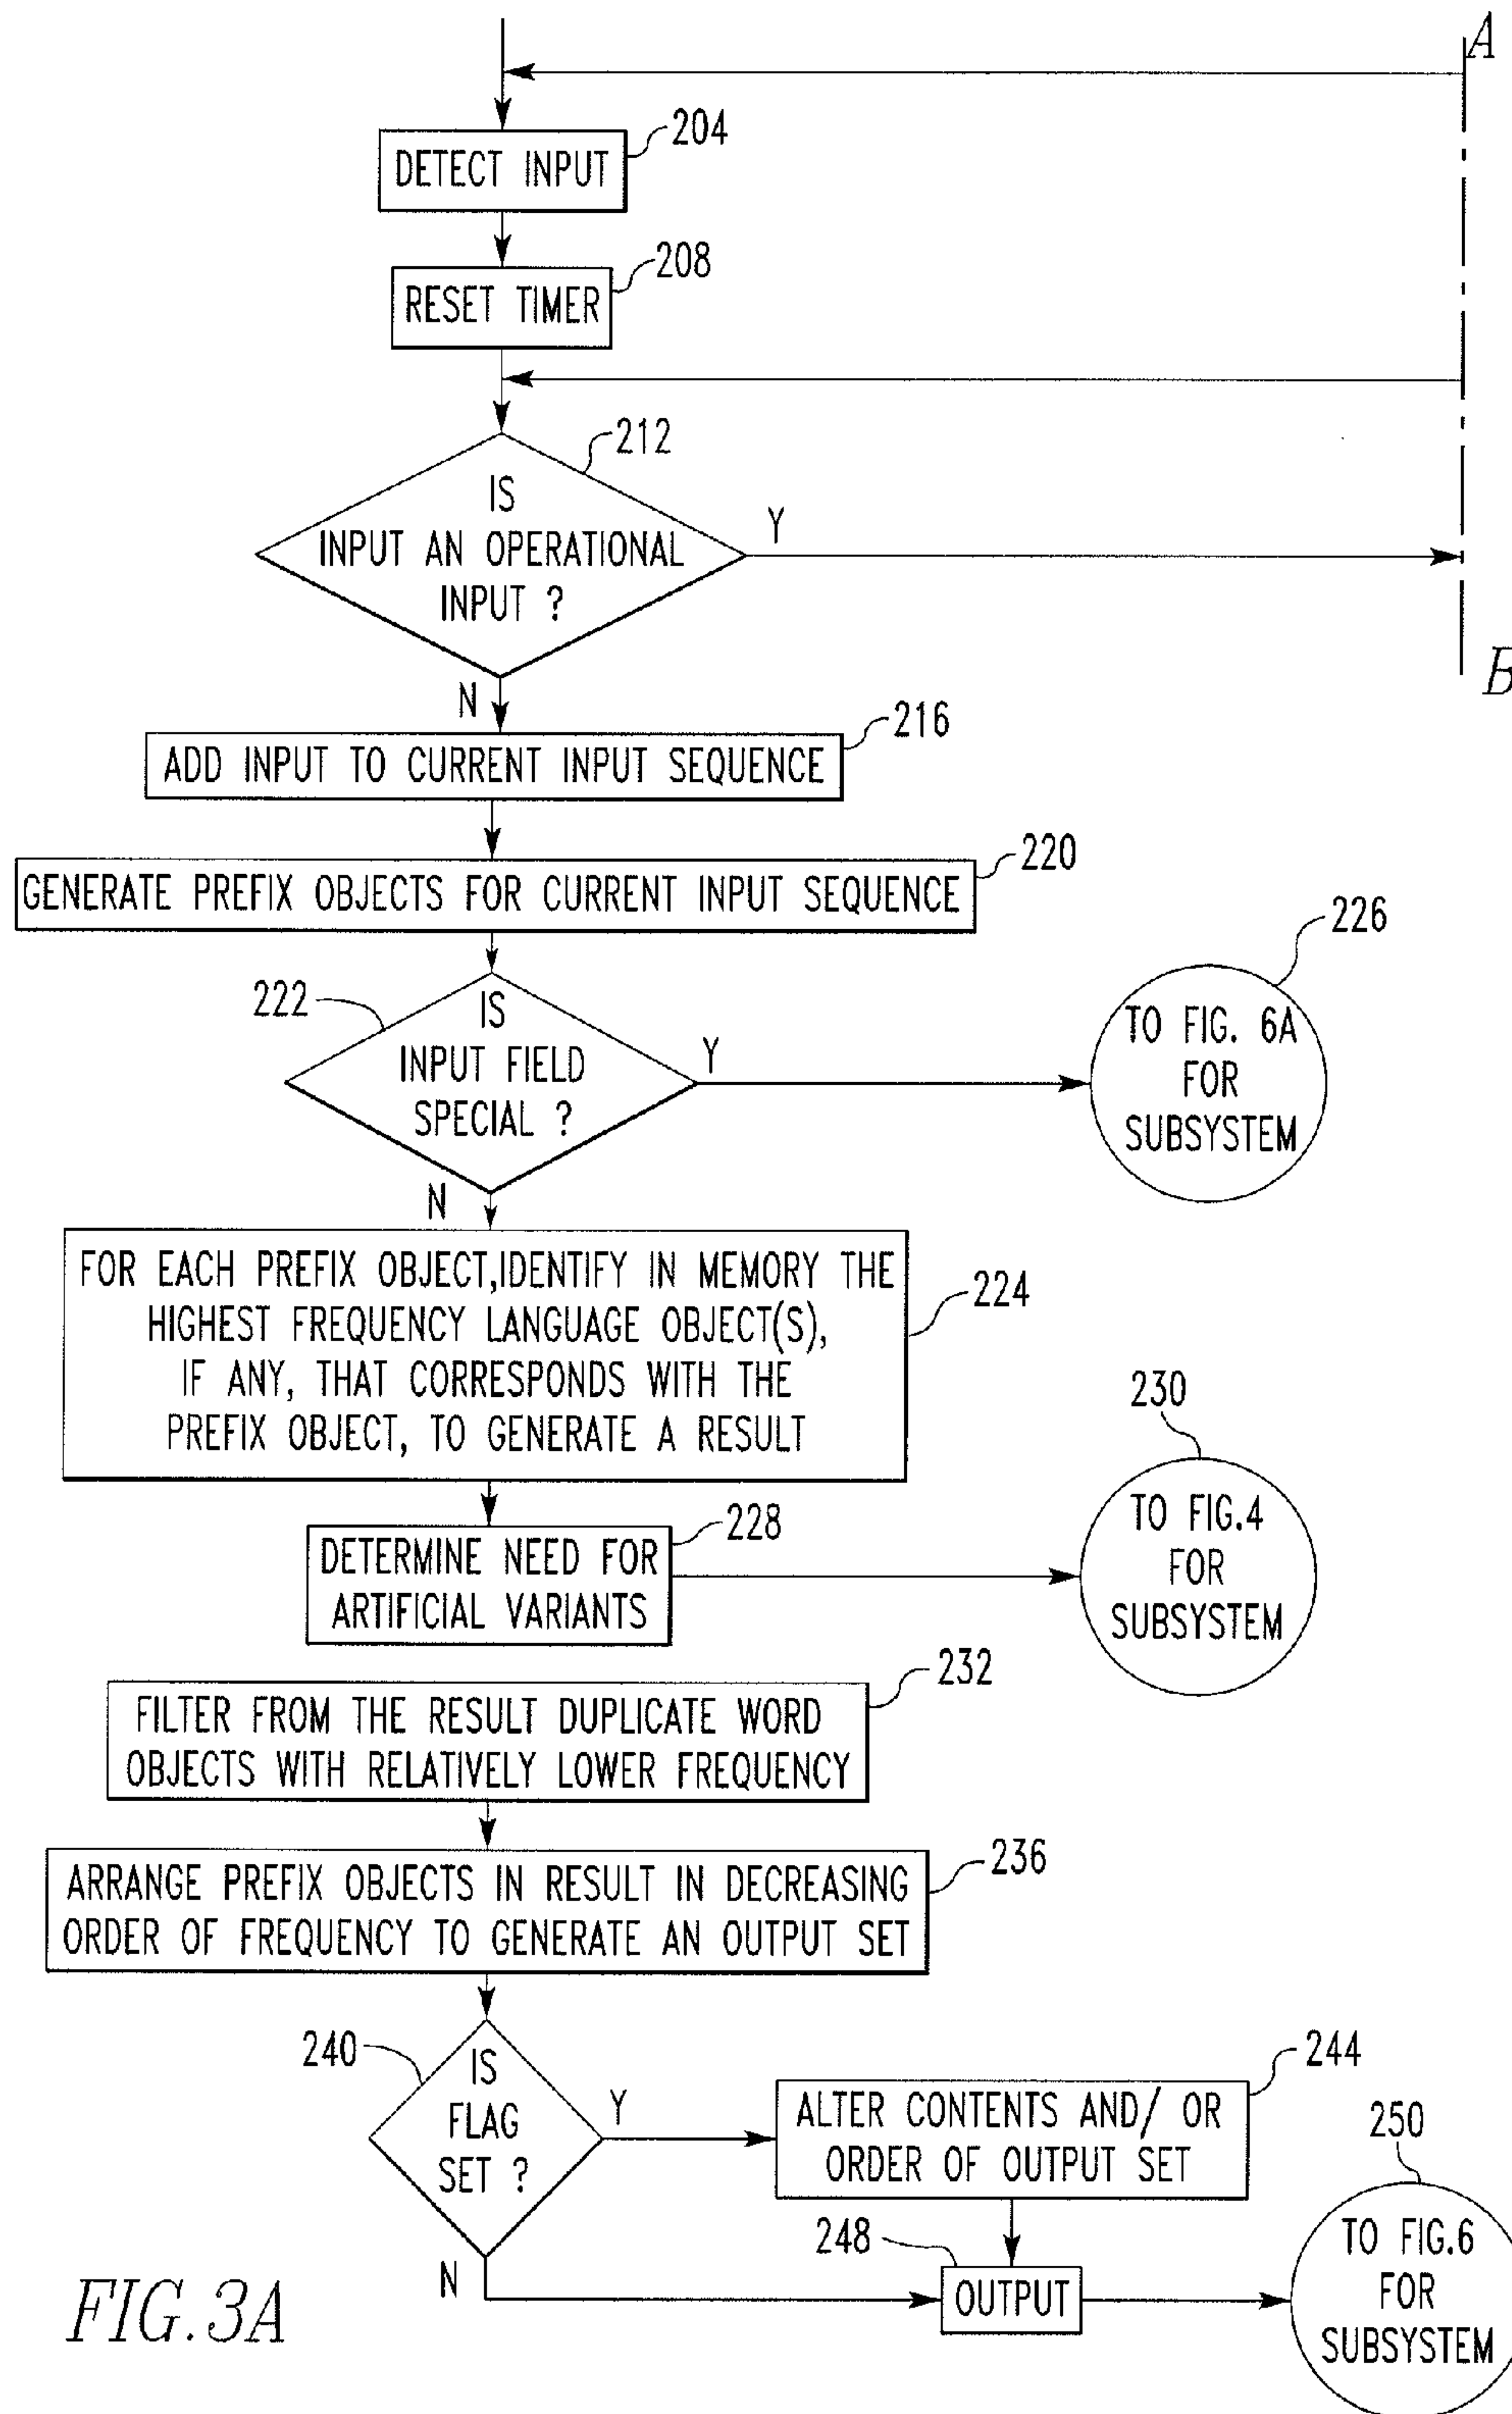 A
204
DETECT INPUT
208
RESET TIMER
212
IS
INPUT AN OPERATIONAL
INPUT ?
Y
B
N
216
ADD INPUT TO CURRENT INPUT SEQUENCE
220
GENERATE PREFIX OBJECTS FOR CURRENT INPUT SEQUENCE
226
222
IS
INPUT FIELD
SPECIAL ?
Y
TO FIG. 6A
FOR
SUBSYSTEM
N
FOR EACH PREFIX OBJECT,IDENTIFY IN MEMORY THE
HIGHEST FREQUENCY LANGUAGE OBJECT(S),
IF ANY, THAT CORRESPONDS WITH THE
PREFIX OBJECT, TO GENERATE A RESULT
224
230
228
DETERMINE NEED FOR
ARTIFICIAL VARIANTS
TO FIG.4
FOR
SUBSYSTEM
232
FILTER FROM THE RESULT DUPLICATE WORD
OBJECTS WITH RELATIVELY LOWER FREQUENCY
236
ARRANGE PREFIX OBJECTS IN RESULT IN DECREASING
ORDER OF FREQUENCY TO GENERATE AN OUTPUT SET
240
IS
FLAG
SET ?
Y
244
ALTER CONTENTS AND/ OR
ORDER OF OUTPUT SET
250
248
N
OUTPUT
TO FIG.6
FOR
SUBSYSTEM
FIG.3A